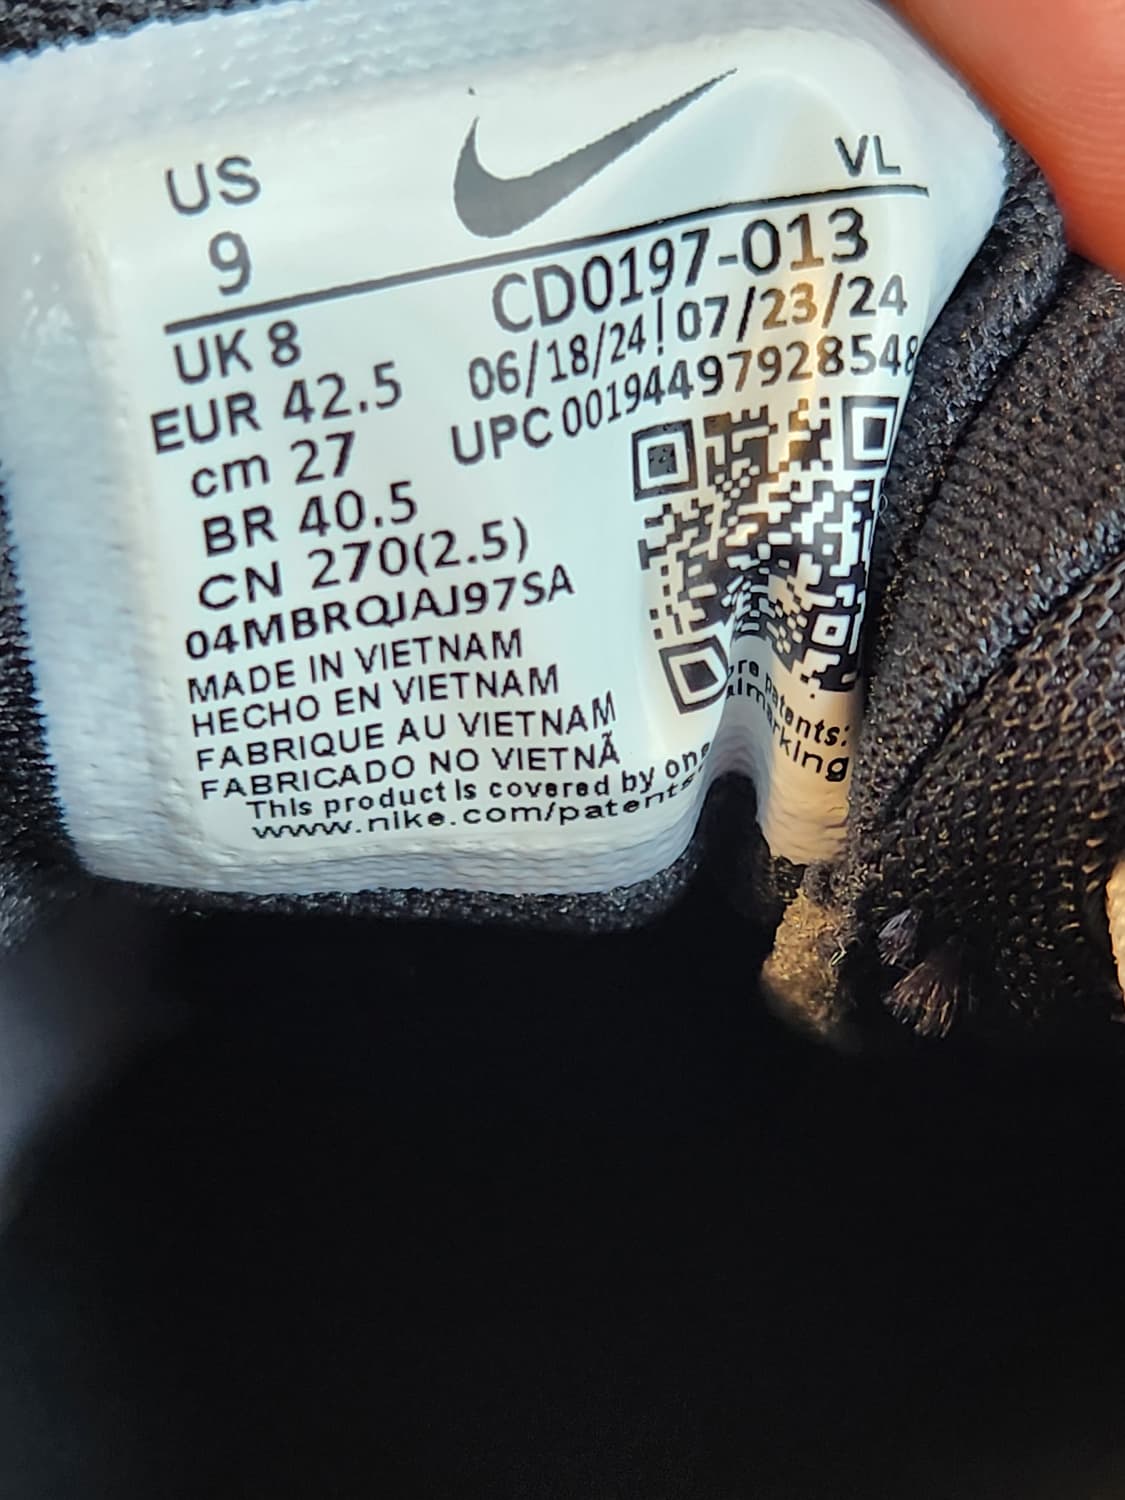 US
9
VL
UK 8
EUR 42.5
cm 27
BR 40.5
CN 270(2.5)
CD0197-013
06/18/24 07/23/24
UPC 00194497928548
04MBRQJAJ97SA
MADE IN VIETNAM
HECHO EN VIETNAM
FABRIQUE AU VIETNAM
FABRICADO NO VIETNÃ
This product is covered by patents:
www.nike.com/patents